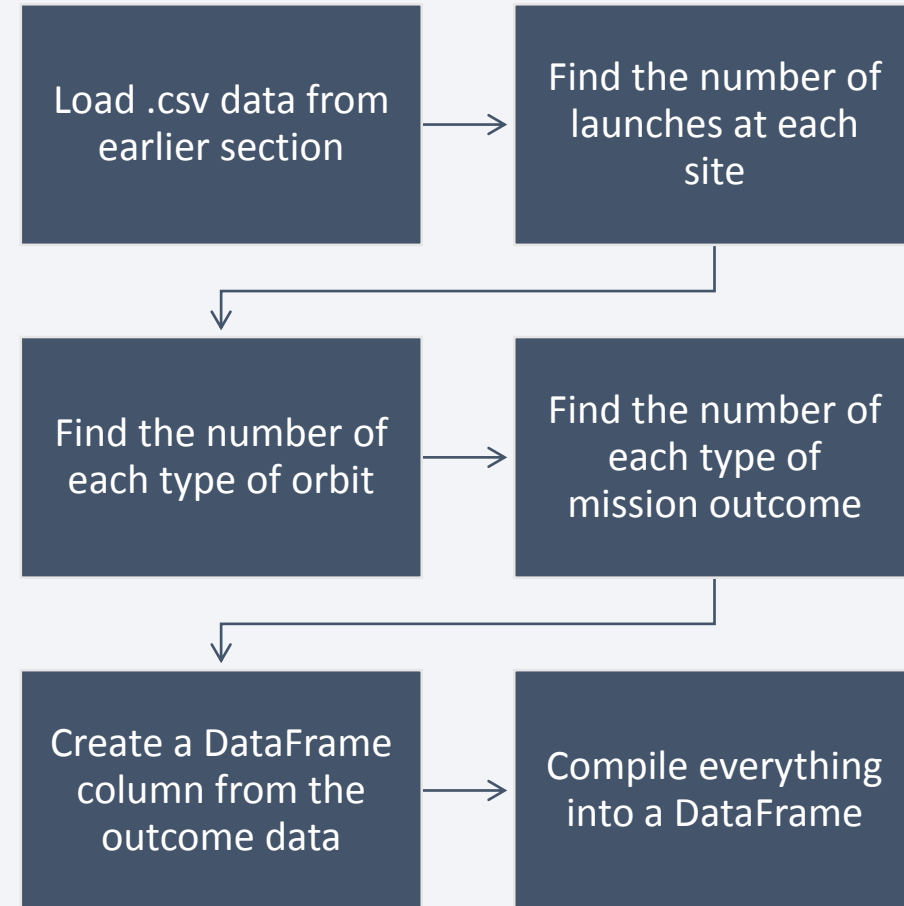 Load .csv data from
earlier section
Find the number of
launches at each
site
Find the number of
each type of orbit
Find the number of
each type of
mission outcome
Create a DataFrame
column from the
outcome data
Compile everything
into a DataFrame